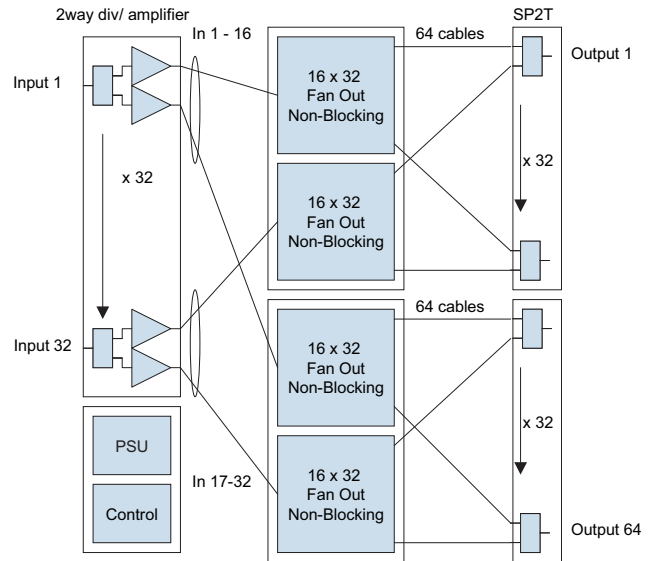 2way div/ amplifier
In 1 - 16
64 cables
SP2T
Input 1
16 x 32
Fan Out
Non-Blocking
Output 1
x 32
16 x 32
Fan Out
Non-Blocking
x 32
Input 32
64 cables
16 x 32
Fan Out
Non-Blocking
x 32
PSU
In 17-32
16 x 32
Fan Out
Non-Blocking
Control
Output 64